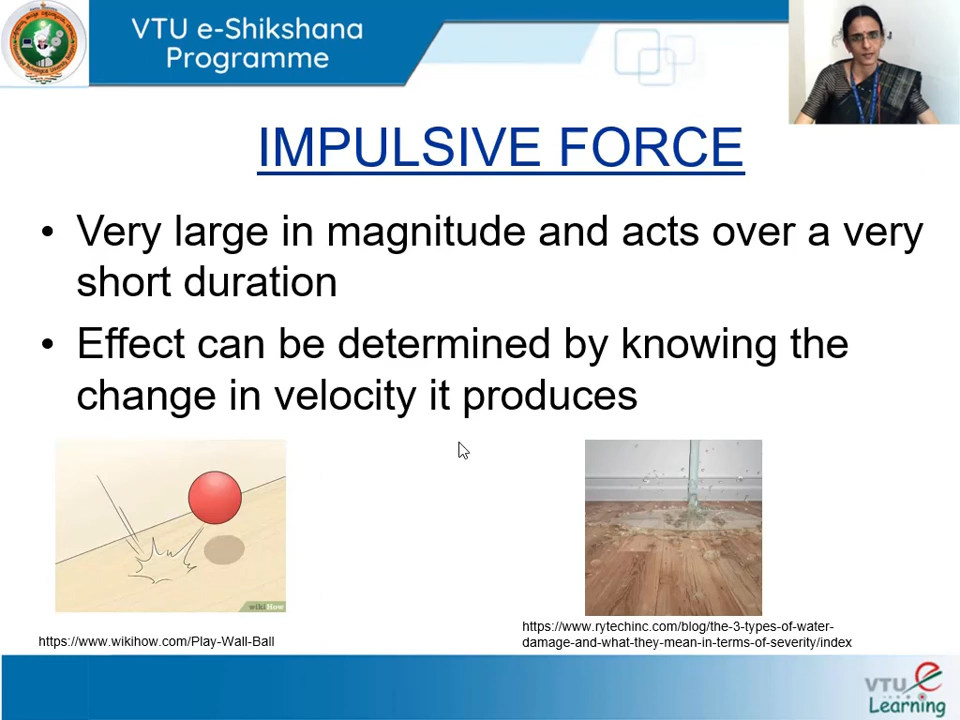 VTU e-Shikshana
Programme
IMPULSIVE FORCE
• Very large in magnitude and acts over a very
short duration
• Effect can be determined by knowing the
change in velocity it produces
wikiHow
https://www.wikihow.com/Play-Wall-Ball
https://www.rytechinc.com/blog/the-3-types-of-water-
damage-and-what-they-mean-in-terms-of-severity/index
VTU e
Learning